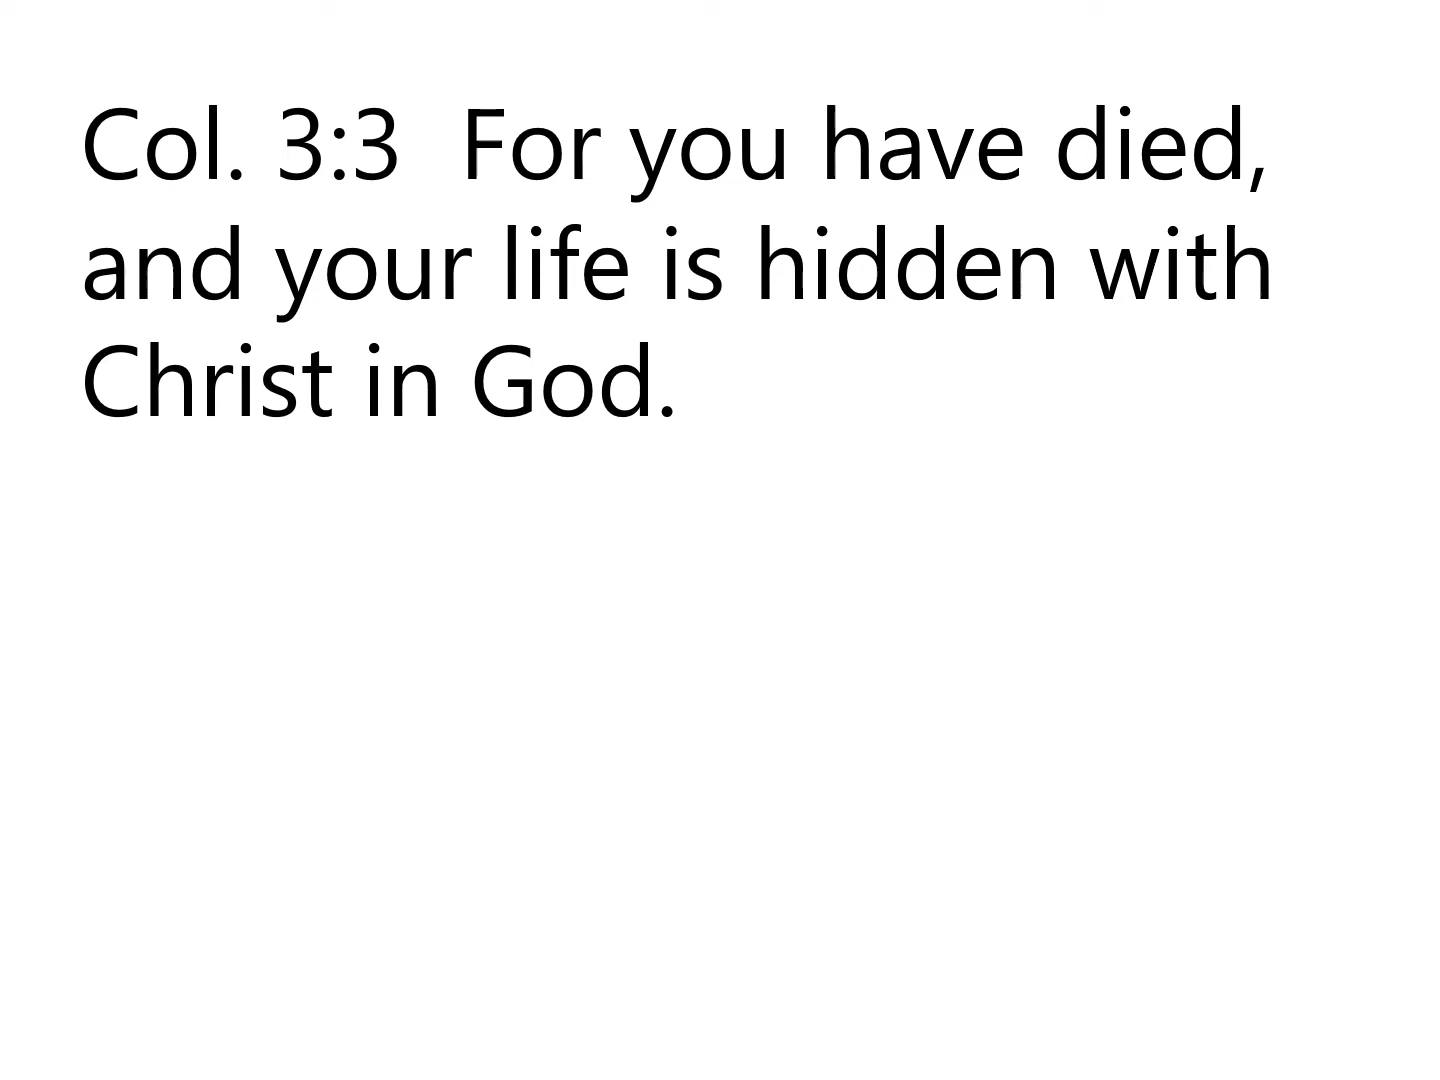 Col. 3:3  For you have died,
and your life is hidden with
Christ in God.